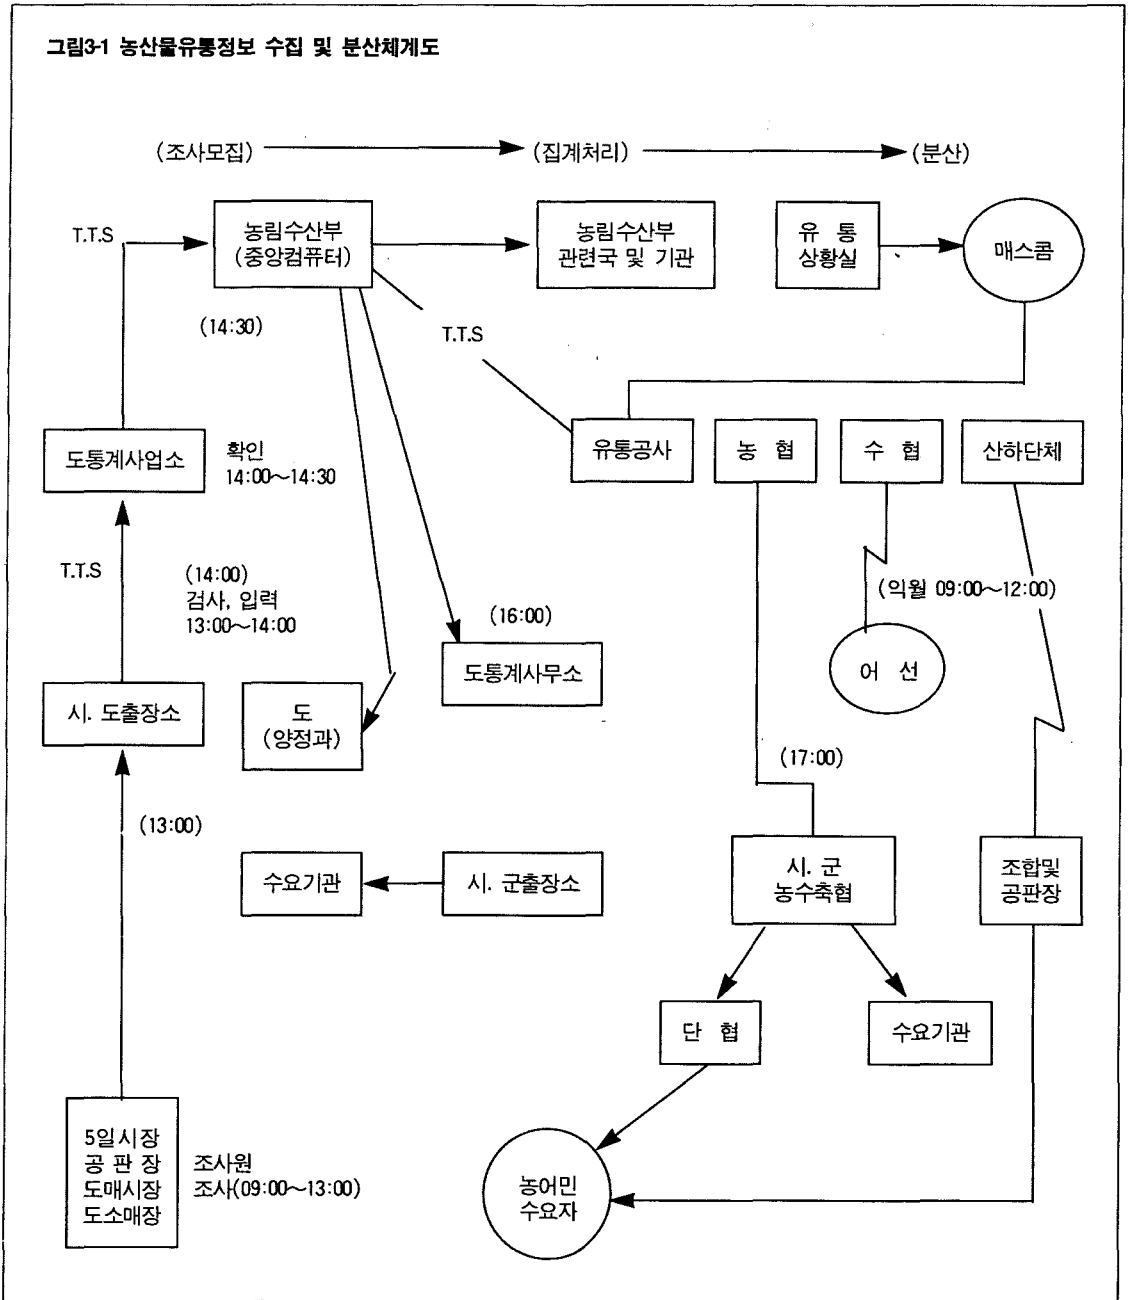 그림3-1 농산물유통정보 수집 및 분산체계도
(조사모집)
(집계처리)
(분산)
T.T.S
농림수산부
(중앙컴퓨터)
농림수산부
관련국 및 기관
유 통
상황실
매스콤
(14:30)
T.T.S
도통계사업소
확인
14:00~14:30
유통공사
농 협
수 협
산하단체
T.T.S
(14:00)
검사, 입력
13:00~14:00
(익월 09:00~12:00)
(16:00)
도통계사무소
어 선
시. 도출장소
도
(양정과)
(17:00)
(13:00)
수요기관
시. 군출장소
시. 군
농수축협
조합및
공판장
단 협
수요기관
5일시장
공 판 장
도매시장
도소매장
조사원
조사(09:00~13:00)
농어민
수요자